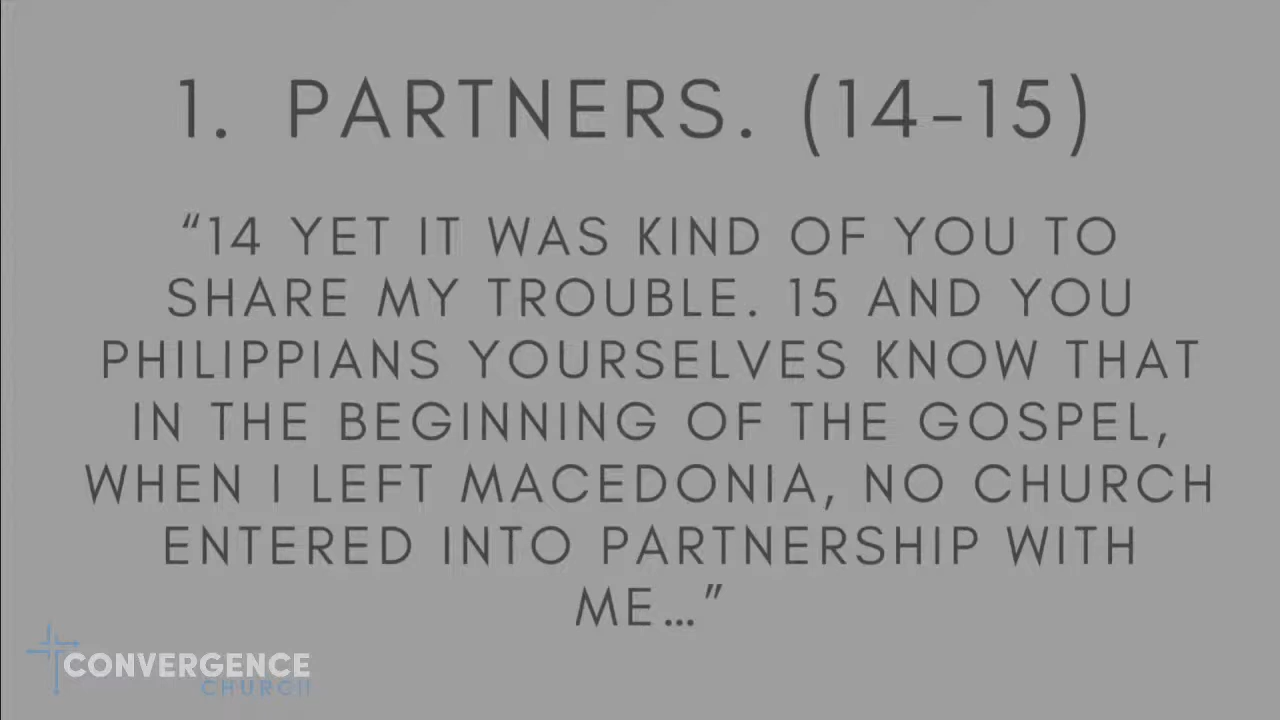 1. PARTNERS. (14-15)
“14 YET IT WAS KIND OF YOU TO
SHARE MY TROUBLE. 15 AND YOU
PHILIPPIANS YOURSELVES KNOW THAT
IN THE BEGINNING OF THE GOSPEL,
WHEN I LEFT MACEDONIA, NO CHURCH
ENTERED INTO PARTNERSHIP WITH
ME…”
CONVERGENCE
CHURCH